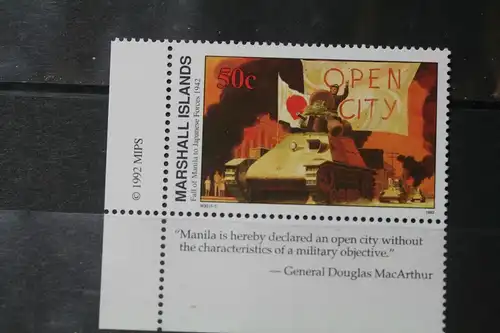 50c
OPEN
CITY
MARSHALL ISLANDS
Fall of Manila to Japanese Forces 1942
© 1992 MIPS
1992
"Manila is hereby declared an open city without
the characteristics of a military objective."
— General Douglas MacArthur